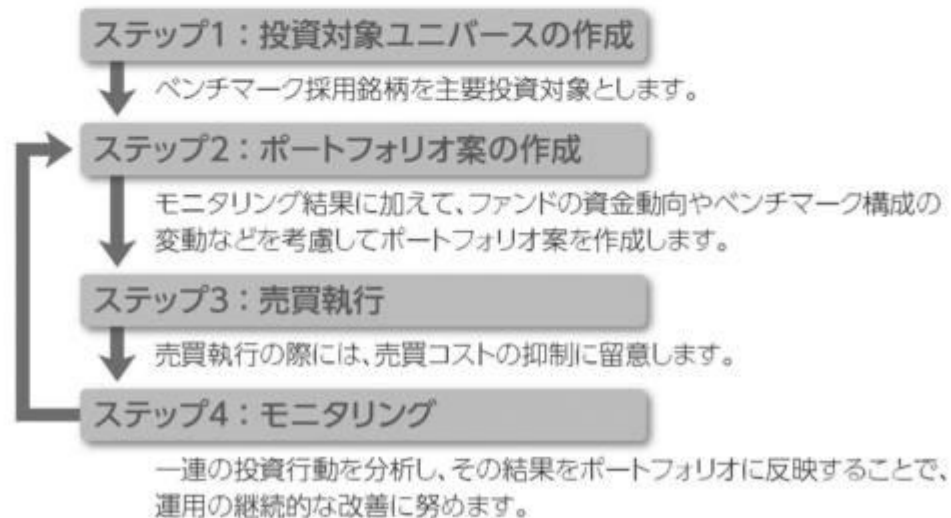 ステップ1：投資対象ユニバースの作成
ベンチマーク採用銘柄を主要投資対象とします。
ステップ2：ポートフォリオ案の作成
モニタリング結果に加えて、ファンドの資金動向やベンチマーク構成の
変動などを考慮してポートフォリオ案を作成します。
ステップ3：売買執行
売買執行の際には、売買コストの抑制に留意します。
ステップ4：モニタリング
一連の投資行動を分析し、その結果をポートフォリオに反映することで、
運用の継続的な改善に努めます。